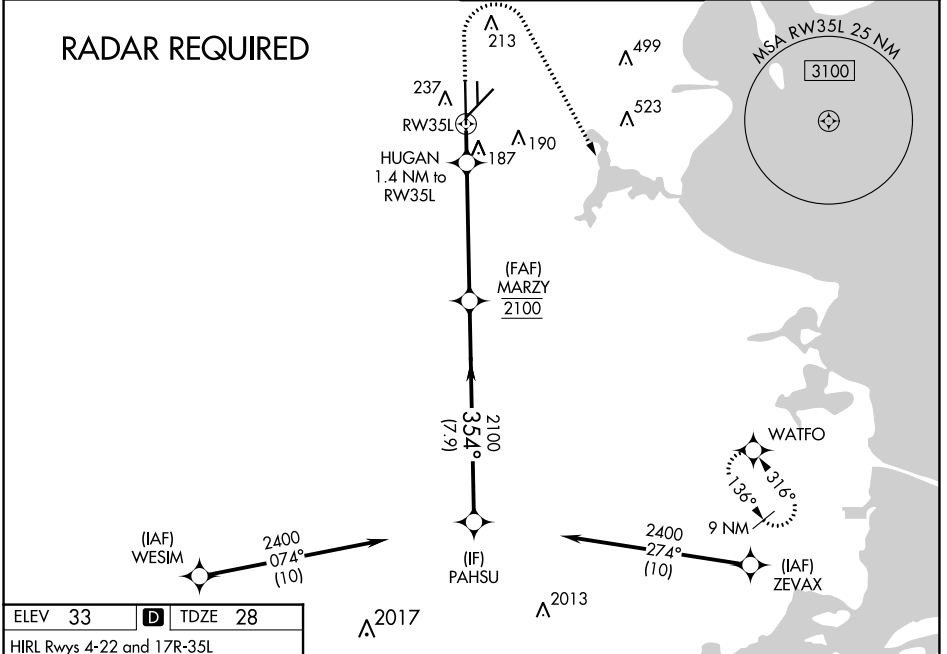 RADAR REQUIRED
213
499
MSA RW35L 25 NM
3100
237
523
RW35L
190
187
HUGAN
1.4 NM to
RW35L
(FAF)
MARZY
2100
2100
354°
(7.9)
WATFO
136°
316°
9 NM
(IAF)
WESIM
2400
074°
(10)
(IF)
PAHSU
2400
274°
(10)
(IAF)
ZEVAX
2017
2013
ELEV 33 D TDZE 28
HIRL Rwys 4-22 and 17R-35L